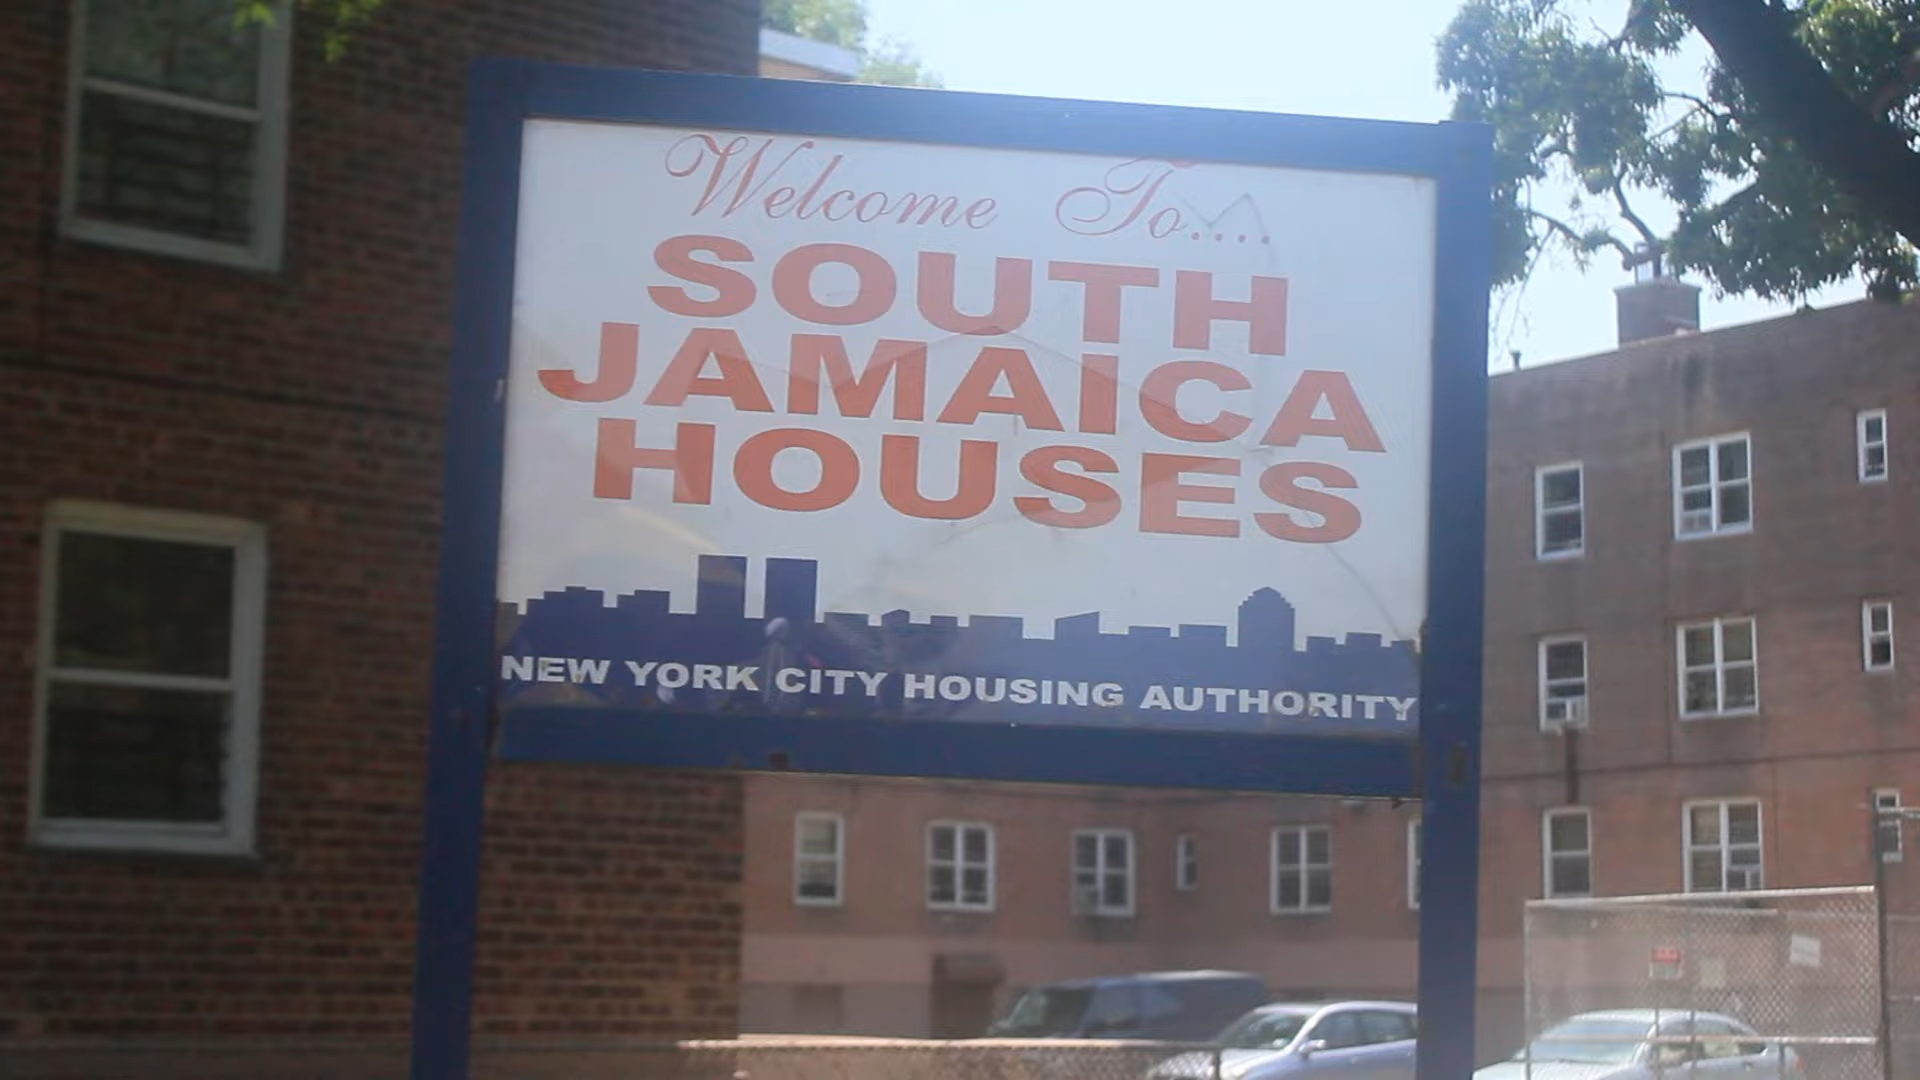 Welcome To....
SOUTH
JAMAICA
HOUSES
NEW YORK CITY HOUSING AUTHORITY